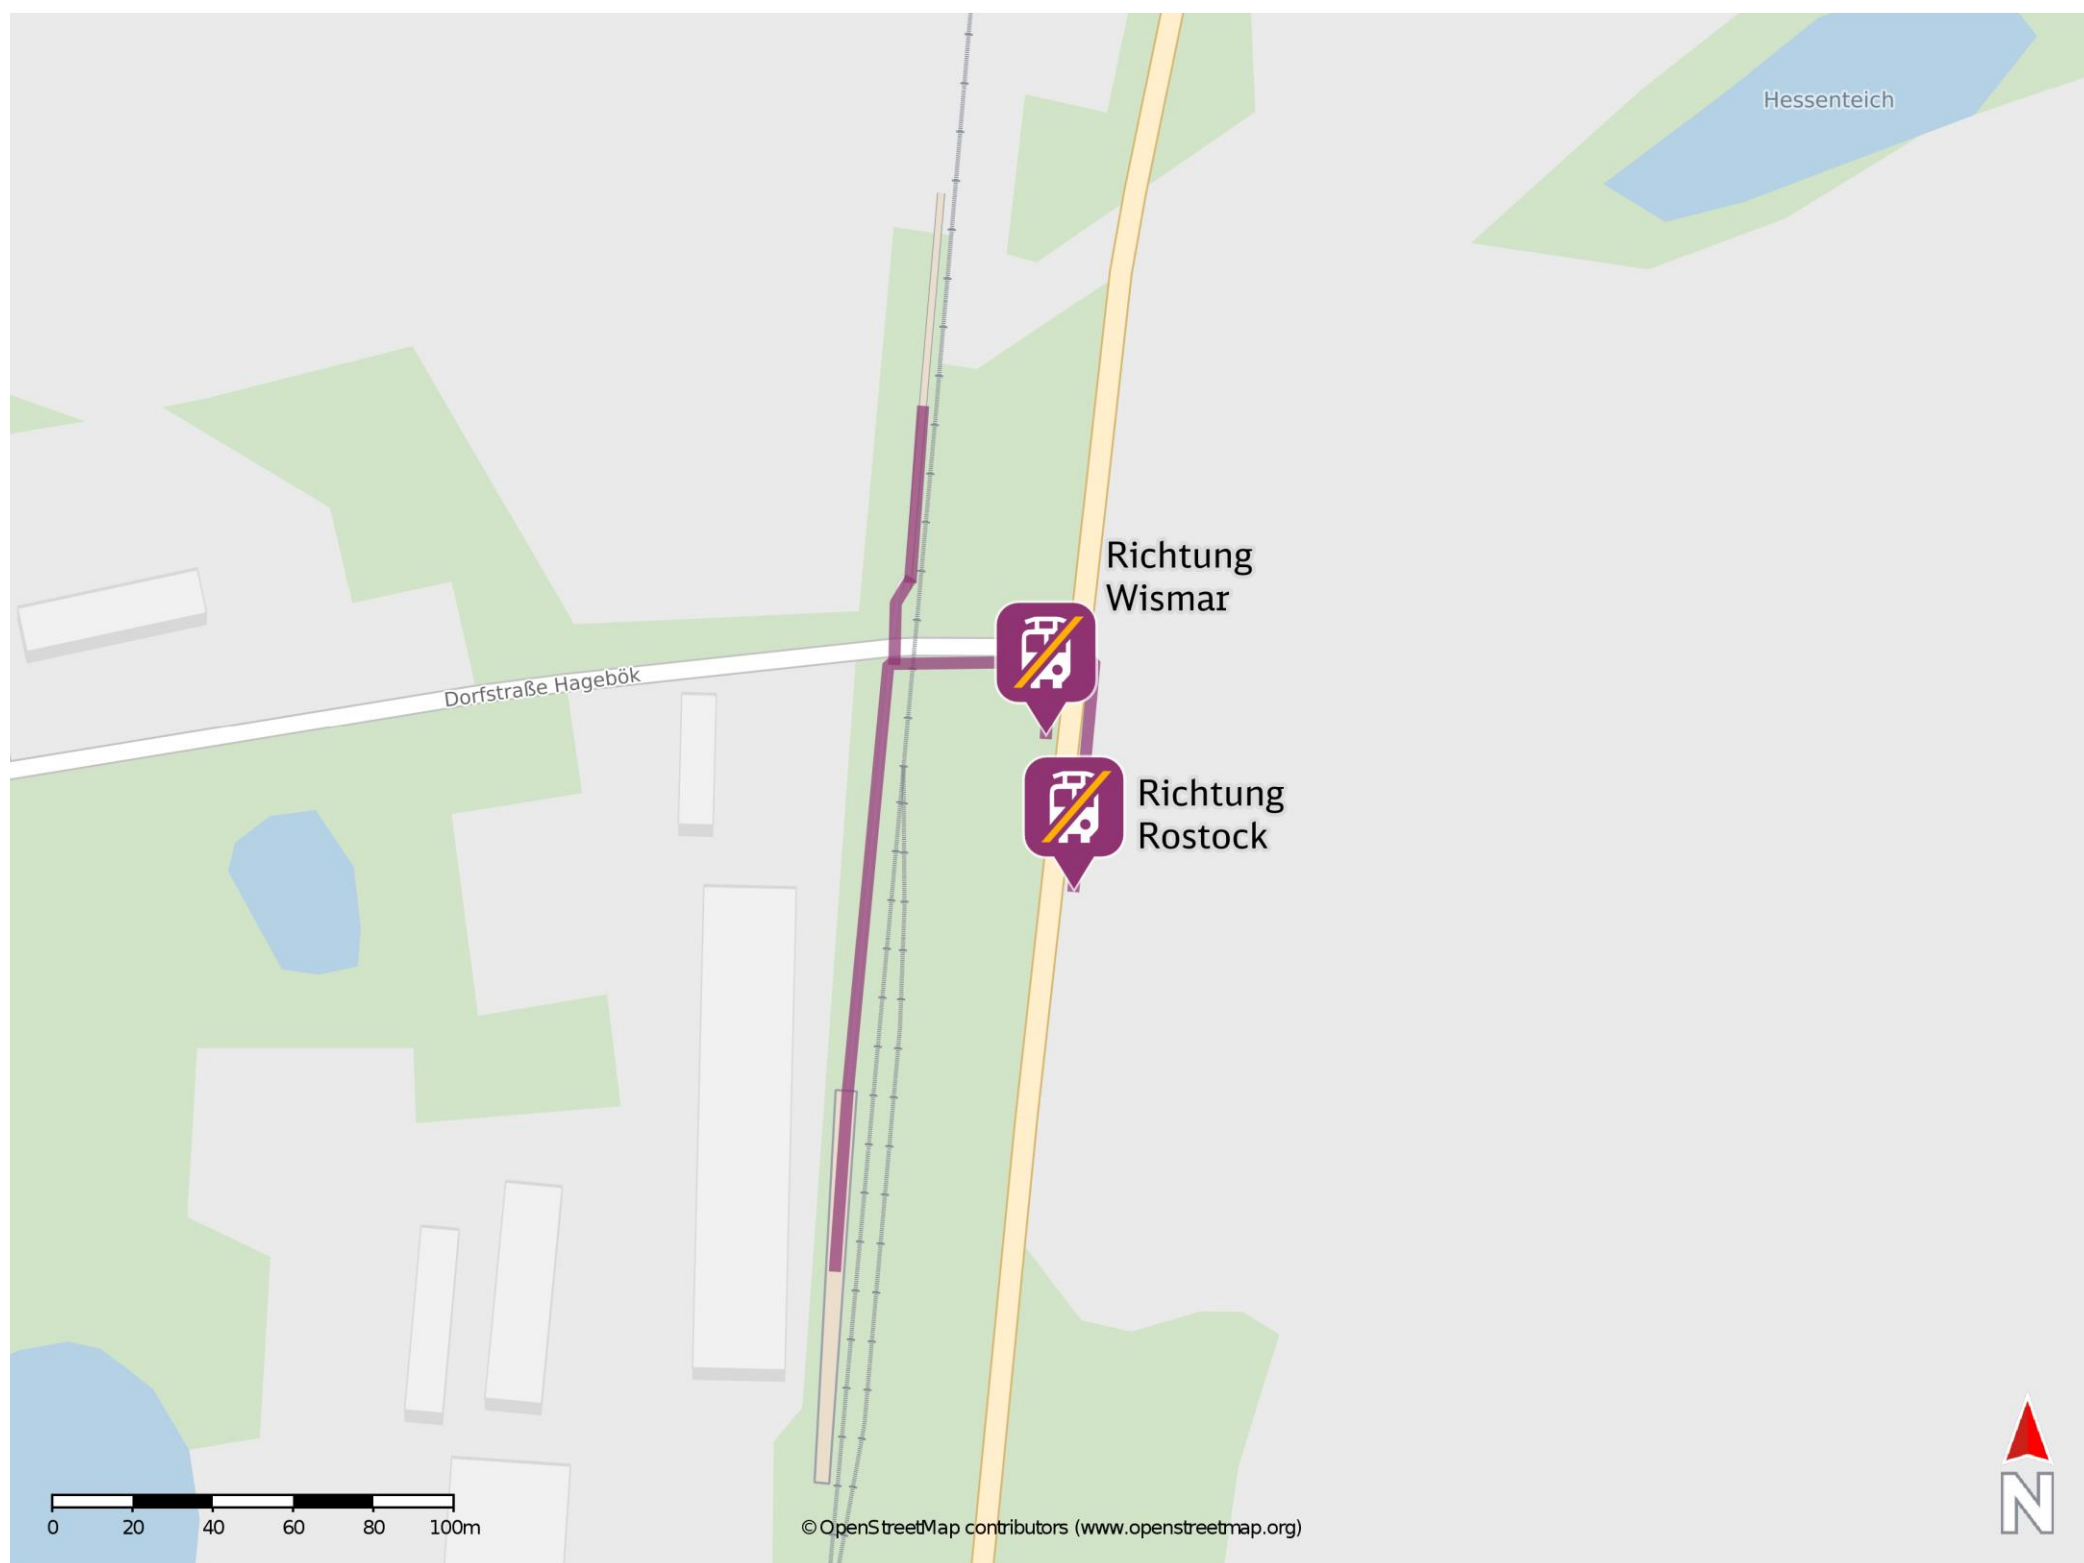 Hessenteich
Richtung
Wismar
Dorfstraße Hagebök
Richtung
Rostock
0 20 40 60 80 100m
© OpenStreetMap contributors (www.openstreetmap.org)
N